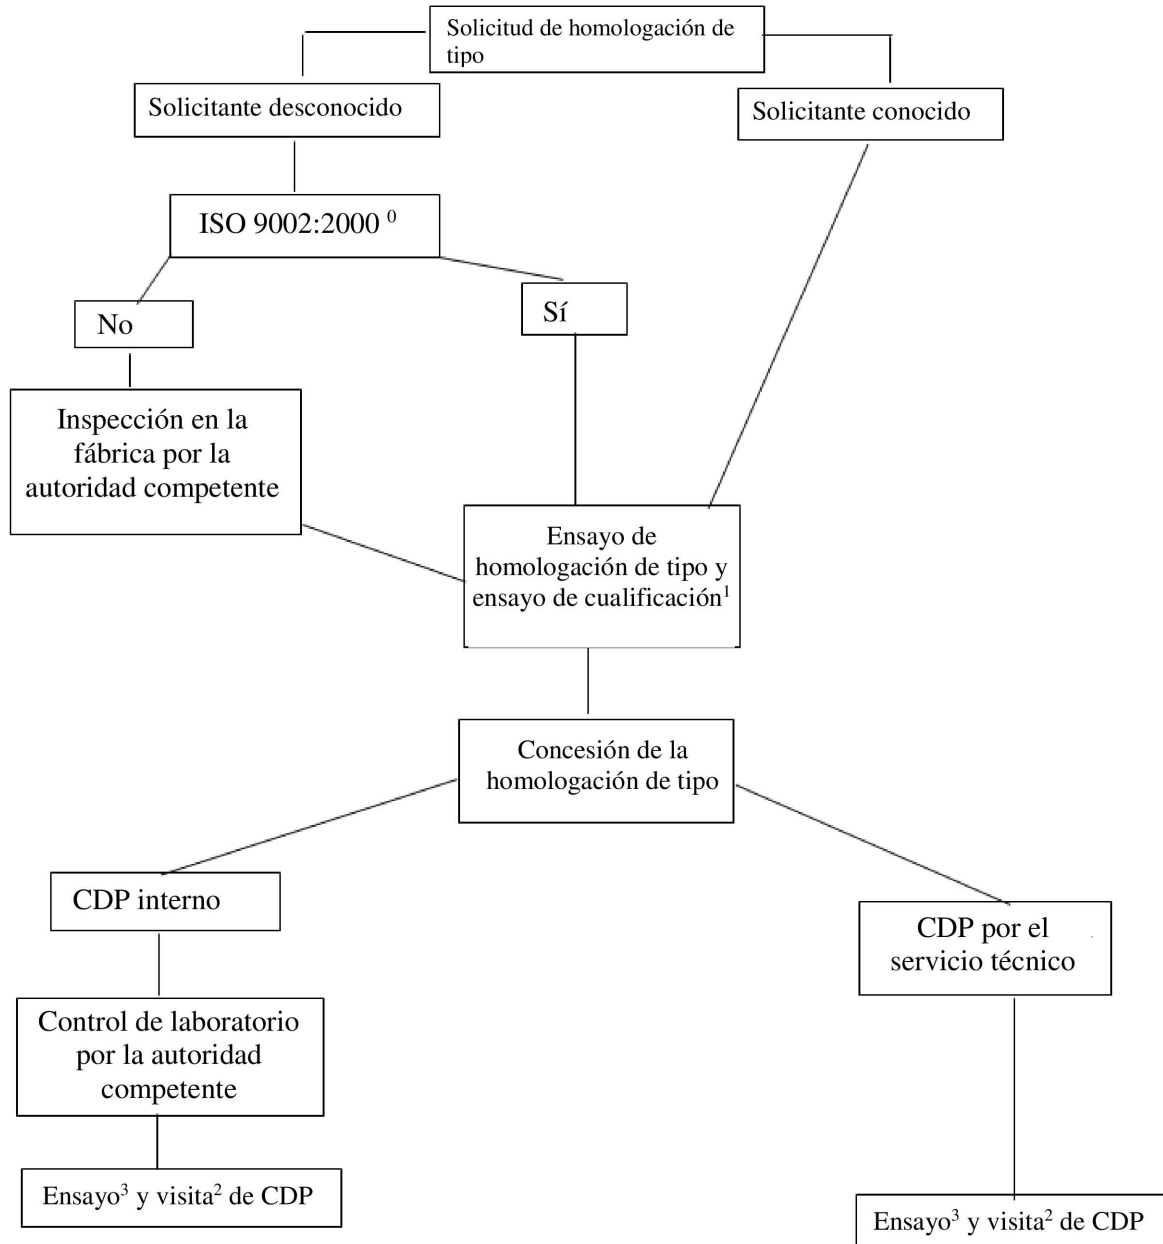 Solicitud de homologación de
tipo
Solicitante desconocido
Solicitante conocido
ISO 9002:2000 ⁰
No
Sí
Inspección en la
fábrica por la
autoridad competente
Ensayo de
homologación de tipo y
ensayo de cualificación¹
Concesión de la
homologación de tipo
CDP interno
CDP por el
servicio técnico
Control de laboratorio
por la autoridad
competente
Ensayo³ y visita² de CDP
Ensayo³ y visita² de CDP